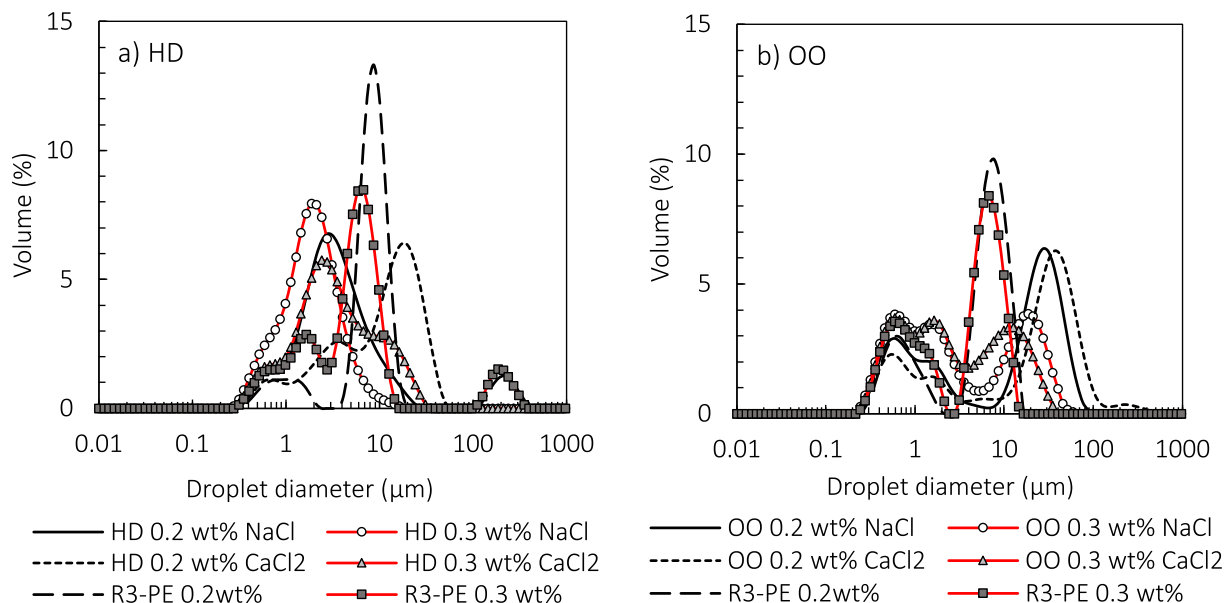 a) HD
15
10
5
0
Volume (%)
0.01 0.1 1 10 100 1000
Droplet diameter (µm)
HD 0.2 wt% NaCl HD 0.3 wt% NaCl
HD 0.2 wt% CaCl2 HD 0.3 wt% CaCl2
R3-PE 0.2wt% R3-PE 0.3 wt%
b) OO
15
10
5
0
Volume (%)
0.01 0.1 1 10 100 1000
Droplet diameter (µm)
OO 0.2 wt% NaCl OO 0.3 wt% NaCl
OO 0.2 wt% CaCl2 OO 0.3 wt% CaCl2
R3-PE 0.2wt% R3-PE 0.3 wt%